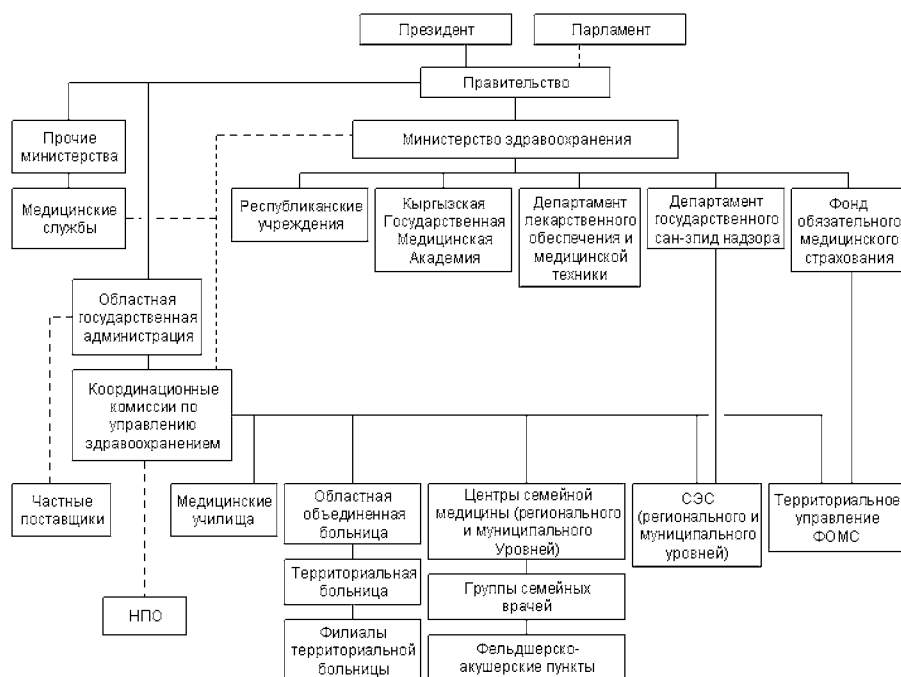 Президент
Парламент
Правительство
Прочие
министерства
Министерство здравоохранения
Медицинские
службы
Республиканские
учреждения
Кыргызская
Государственная
Медицинская
Академия
Департамент
лекарственного
обеспечения и
медицинской
техники
Департамент
государственного
сан-эпид надзора
Фонд
обязательного
медицинского
страхования
Областная
государственная
администрация
Координационные
комиссии по
управлению
здравоохранением
Частные
поставщики
Медицинские
училища
Областная
объединенная
больница
Центры семейной
медицины (регионального
и муниципального
Уровней)
СЭС
(регионального и
муниципального
уровней)
Территориальное
управление
ФОМС
Территориальная
больница
Группы семейных
врачей
НПО
Филиалы
территориальной
больницы
Фельдшерско-
акушерские пункты